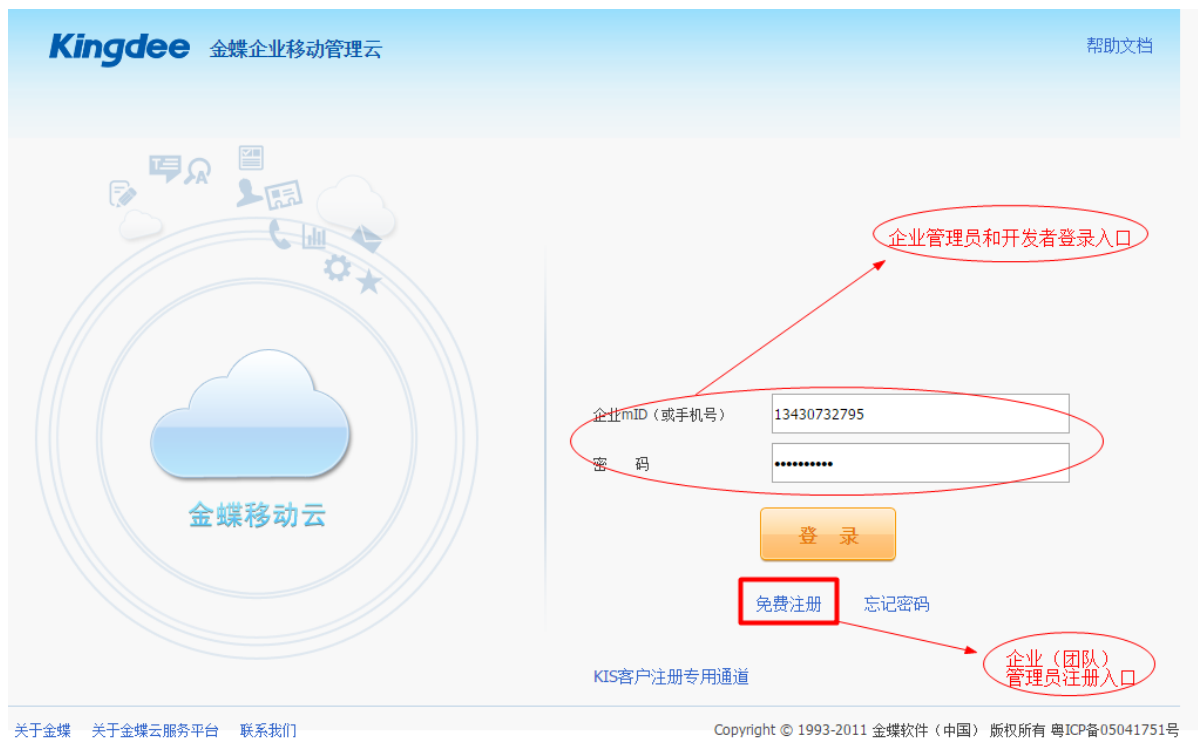 Kingdee 金蝶企业移动管理云
帮助文档
企业管理员和开发者登录入口
企业mID（或手机号）
13430732795
密 码
••••••••••
金蝶移动云
登 录
免费注册
忘记密码
企业（团队）
管理员注册入口
KIS客户注册专用通道
关于金蝶 关于金蝶云服务平台 联系我们
Copyright © 1993-2011 金蝶软件（中国） 版权所有 粤ICP备05041751号